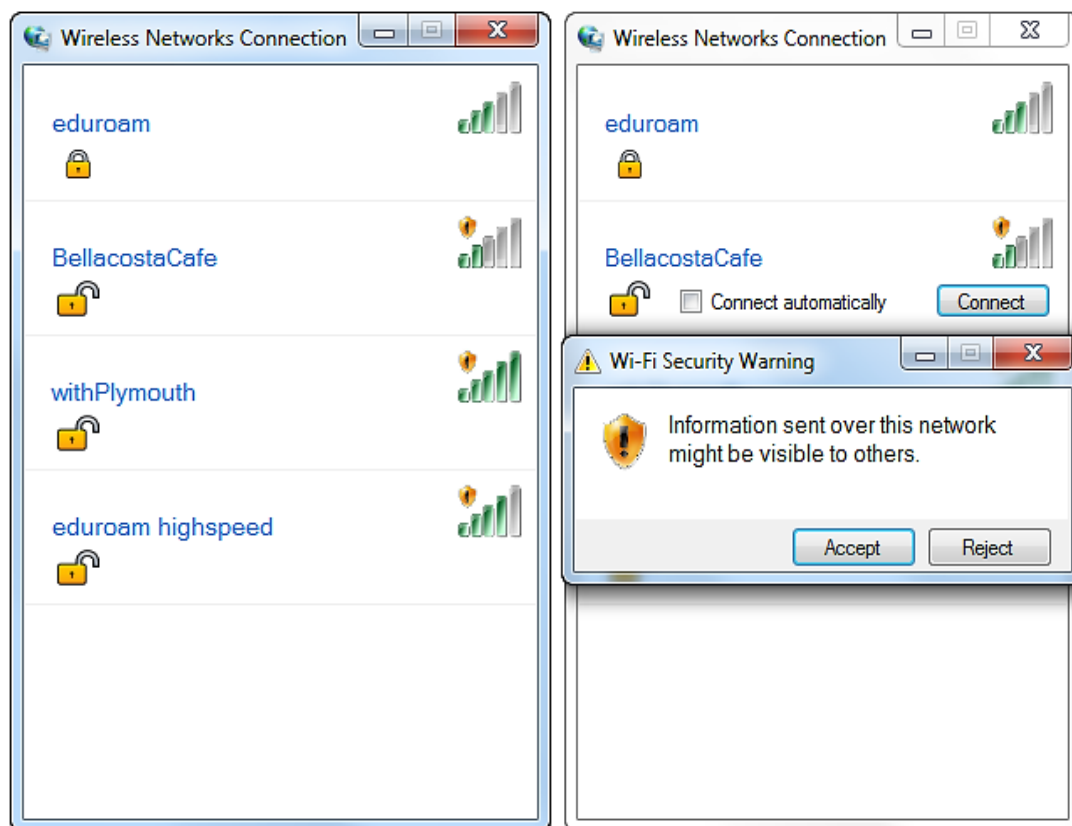 Wireless Networks Connection
eduroam
BellacostaCafe
withPlymouth
eduroam highspeed
Wireless Networks Connection
eduroam
BellacostaCafe
Connect automatically Connect
Wi-Fi Security Warning
Information sent over this network
might be visible to others.
Accept Reject